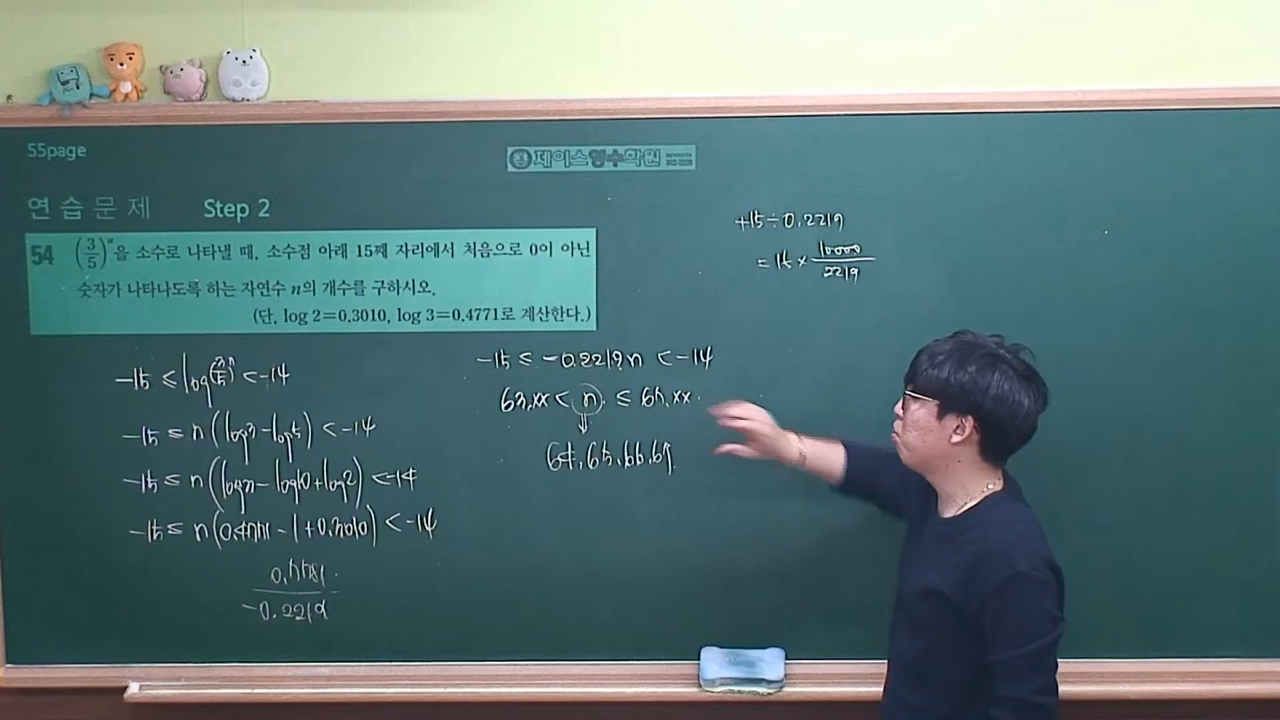 55page
제이스영수학원
연습문제 Step 2
54 (3/5)ⁿ을 소수로 나타낼 때, 소수점 아래 15째 자리에서 처음으로 0이 아닌
숫자가 나타나도록 하는 자연수 n의 개수를 구하시오.
(단, log 2=0.3010, log 3=0.4771로 계산한다.)
-15 ≤ log(3/5)ⁿ < -14
-15 ≤ n(log3 - log5) < -14
-15 ≤ n(log3 - log10 + log2) < -14
-15 ≤ n(0.4771 - 1 + 0.3010) < -14
0.7781
-0.2219
-15 ≤ -0.2219n < -14
63.xx < n ≤ 67.xx
⇓
64, 65, 66, 67
+15 ÷ 0.2219
= 15 × 10000/2219